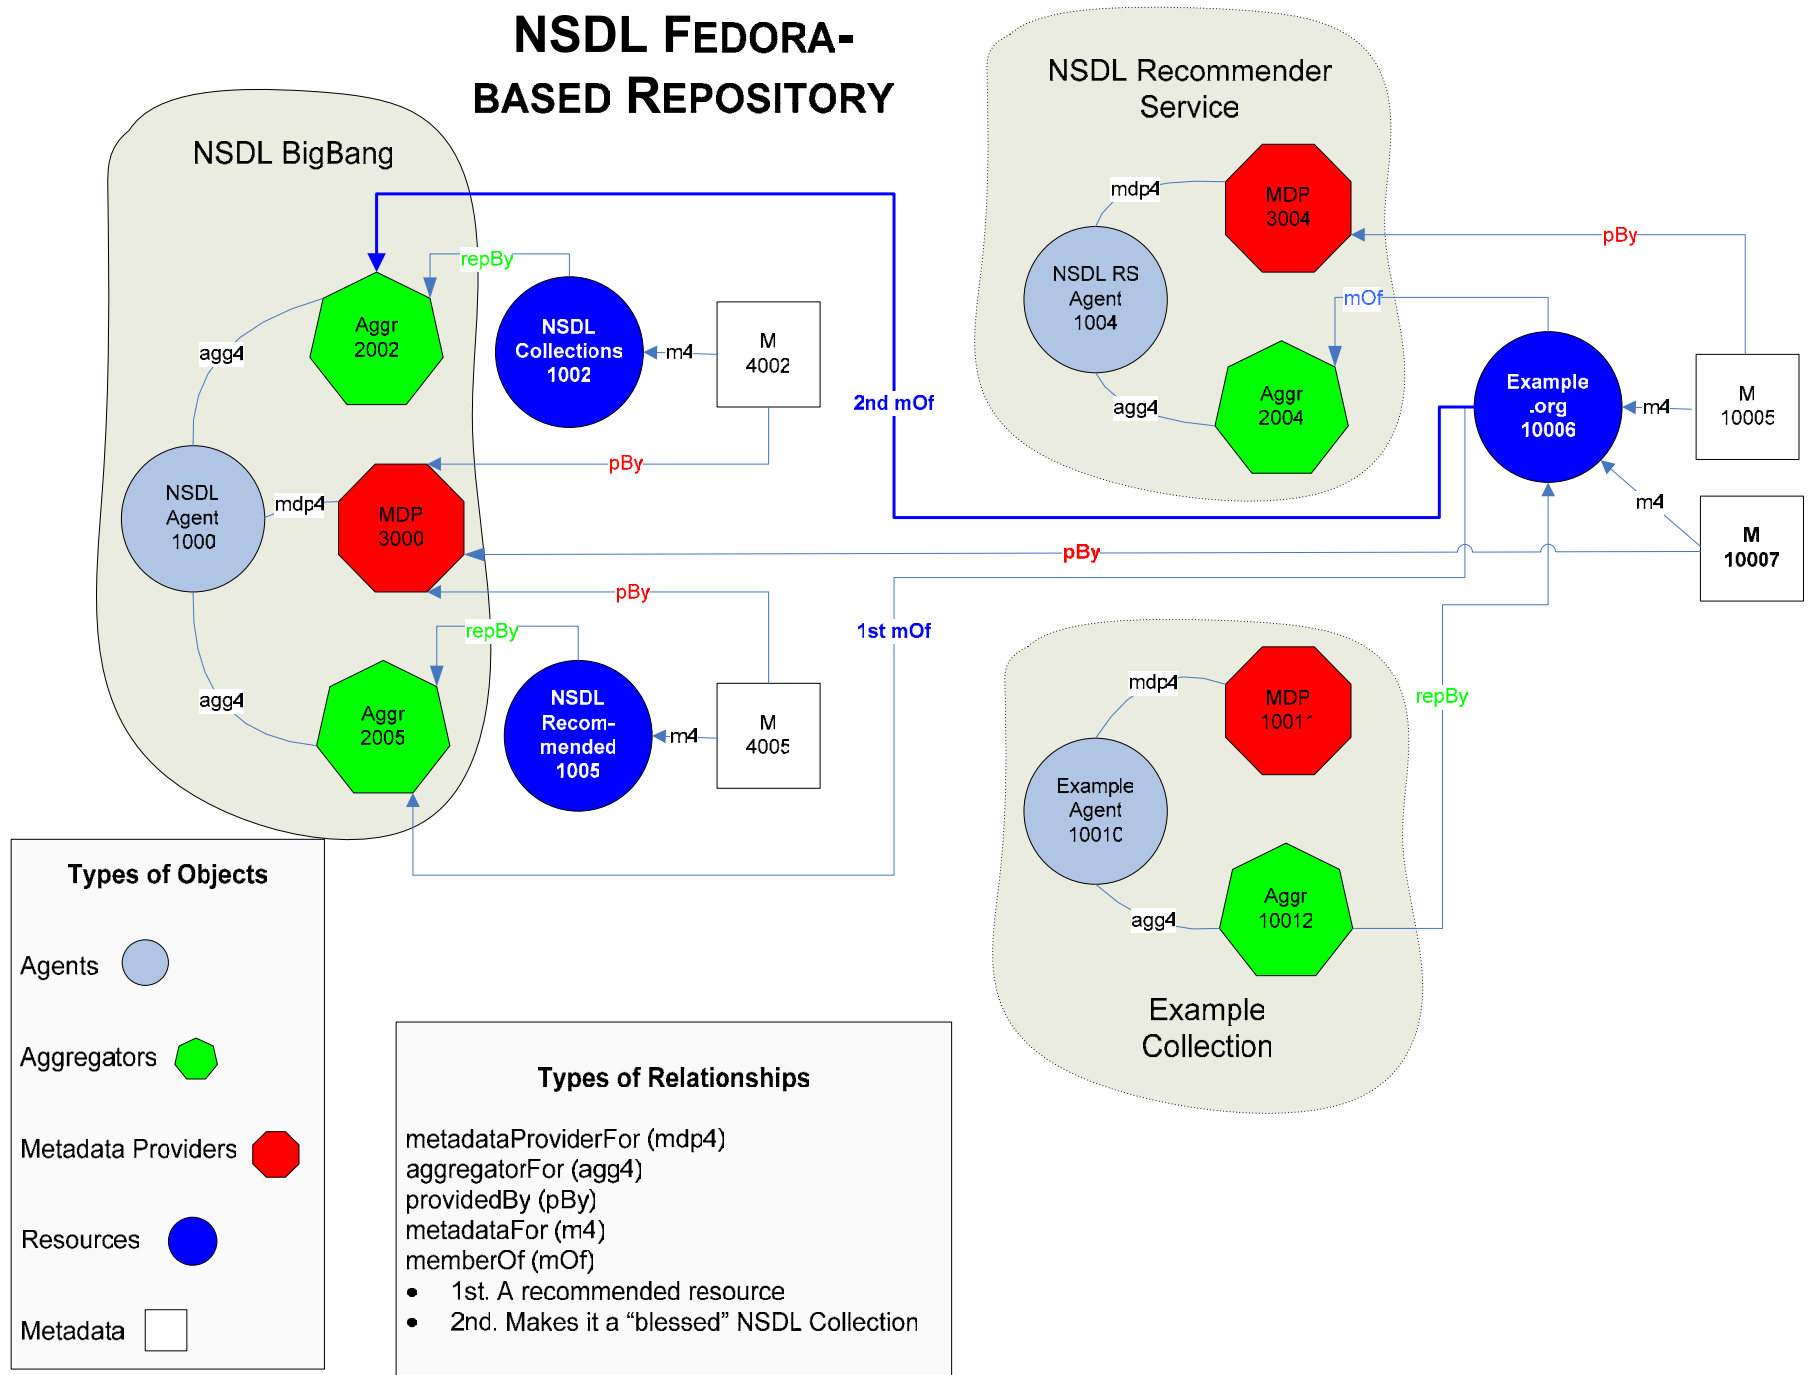 NSDL FEDORA-
BASED REPOSITORY
NSDL BigBang
Aggr
2002
agg4
NSDL
Agent
1000
mdp4
MDP
3000
agg4
Aggr
2005
repBy
NSDL
Collections
1002
m4
M
4002
pBy
2nd mOf
pBy
pBy
repBy
NSDL
Recom-
mended
1005
m4
M
4005
1st mOf
NSDL Recommender
Service
mdp4
MDP
3004
NSDL RS
Agent
1004
agg4
Aggr
2004
mOf
pBy
Example
.org
10006
m4
M
10005
m4
M
10007
mdp4
MDP
10011
Example
Agent
10010
agg4
Aggr
10012
repBy
Example
Collection
Types of Objects
Agents
Aggregators
Metadata Providers
Resources
Metadata
Types of Relationships
metadataProviderFor (mdp4)
aggregatorFor (agg4)
providedBy (pBy)
metadataFor (m4)
memberOf (mOf)
• 1st. A recommended resource
• 2nd. Makes it a “blessed” NSDL Collection